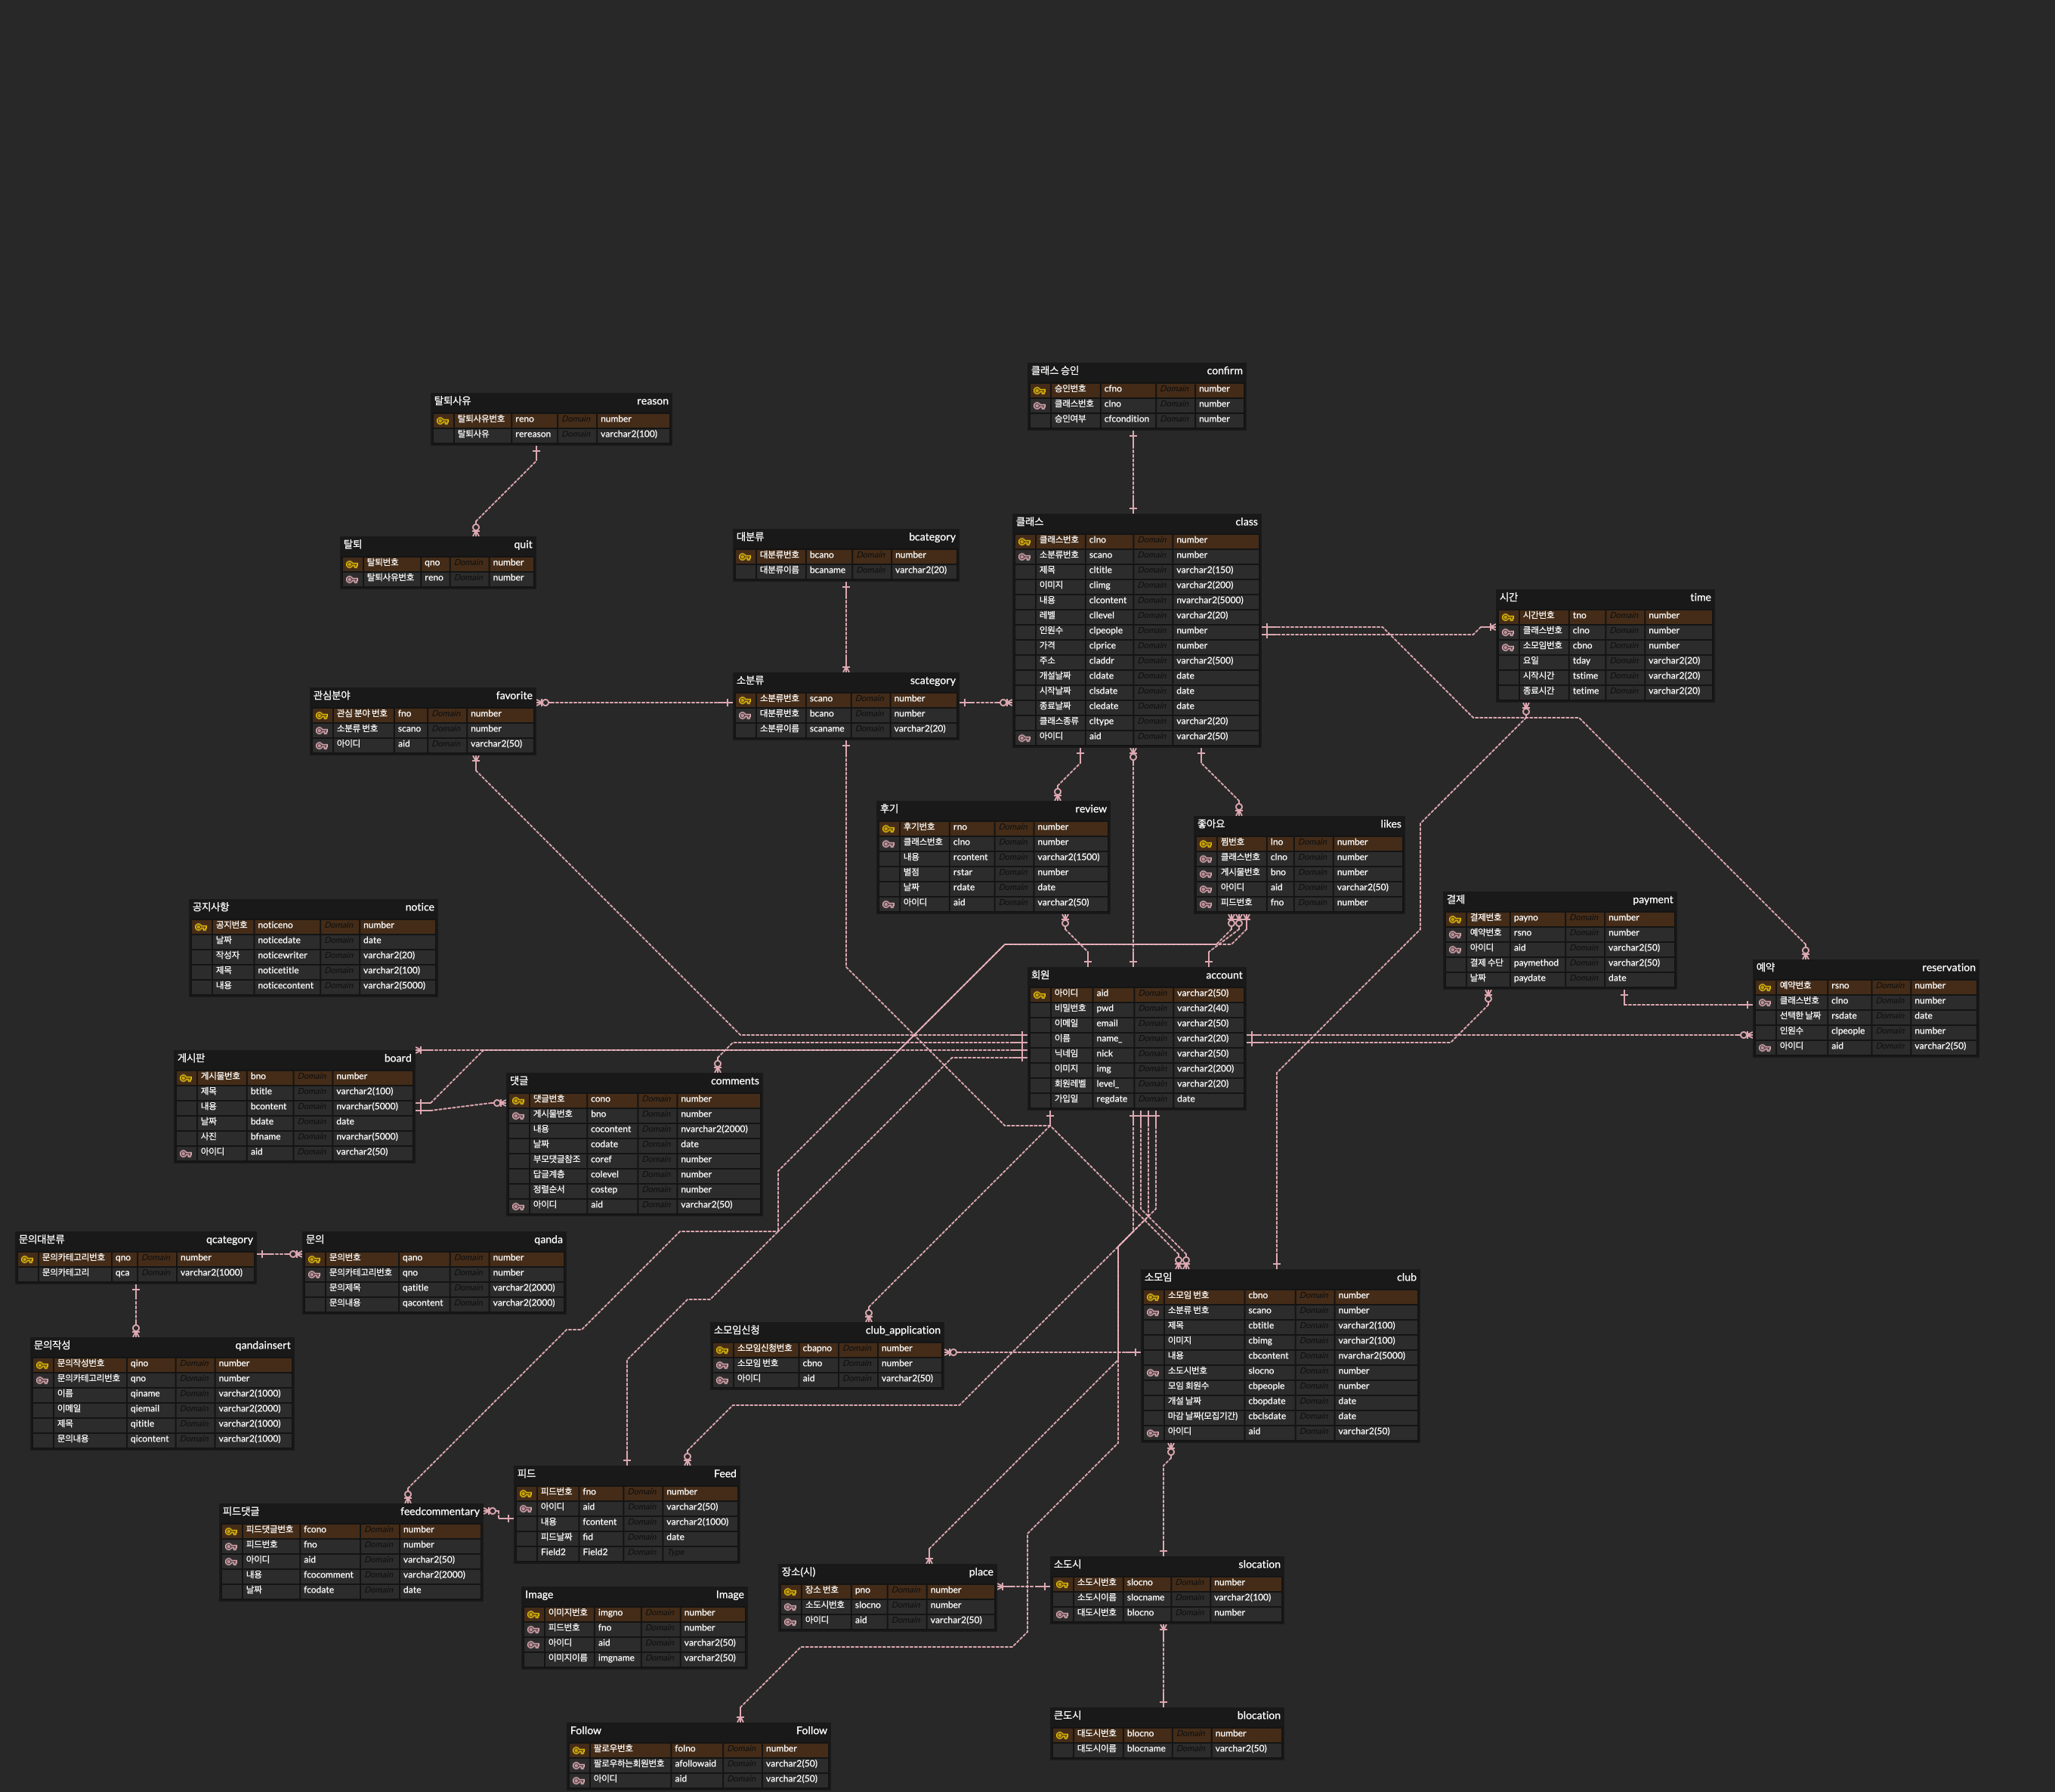 클래스 승인 confirm
승인번호 cfno Domain number
클래스번호 clno Domain number
승인여부 cfcondition Domain number
탈퇴사유 reason
탈퇴사유번호 reno Domain number
탈퇴사유 rereason Domain varchar2(100)
탈퇴 quit
탈퇴번호 qno Domain number
탈퇴사유번호 reno Domain number
대분류 bcategory
대분류번호 bcano Domain number
대분류이름 bcaname Domain varchar2(20)
클래스 class
클래스번호 clno Domain number
소분류번호 scano Domain number
제목 cltitle Domain varchar2(150)
이미지 climg Domain varchar2(200)
내용 clcontent Domain nvarchar2(5000)
레벨 cllevel Domain varchar2(20)
인원수 clpeople Domain number
가격 clprice Domain number
주소 claddr Domain varchar2(500)
개설날짜 cldate Domain date
시작날짜 clsdate Domain date
종료날짜 cledate Domain date
클래스종류 cltype Domain varchar2(20)
아이디 aid Domain varchar2(50)
시간 time
시간번호 tno Domain number
클래스번호 clno Domain number
소모임번호 cbno Domain number
요일 tday Domain varchar2(20)
시작시간 tstime Domain varchar2(20)
종료시간 tetime Domain varchar2(20)
관심분야 favorite
관심 분야 번호 fno Domain number
소분류 번호 scano Domain number
아이디 aid Domain varchar2(50)
소분류 scategory
소분류번호 scano Domain number
대분류번호 bcano Domain number
소분류이름 scaname Domain varchar2(20)
후기 review
후기번호 rno Domain number
클래스번호 clno Domain number
내용 rcontent Domain varchar2(1500)
별점 rstar Domain number
날짜 rdate Domain date
아이디 aid Domain varchar2(50)
좋아요 likes
찜번호 lno Domain number
클래스번호 clno Domain number
게시물번호 bno Domain number
아이디 aid Domain varchar2(50)
피드번호 fno Domain number
공지사항 notice
공지번호 noticeno Domain number
날짜 noticedate Domain date
작성자 noticewriter Domain varchar2(20)
제목 noticetitle Domain varchar2(100)
내용 noticecontent Domain varchar2(5000)
결제 payment
결제번호 payno Domain number
예약번호 rsno Domain number
아이디 aid Domain varchar2(50)
결제 수단 paymethod Domain varchar2(50)
날짜 paydate Domain date
예약 reservation
예약번호 rsno Domain number
클래스번호 clno Domain number
선택한 날짜 rsdate Domain date
인원수 clpeople Domain number
아이디 aid Domain varchar2(50)
회원 account
아이디 aid Domain varchar2(50)
비밀번호 pwd Domain varchar2(40)
이메일 email Domain varchar2(50)
이름 name_ Domain varchar2(20)
닉네임 nick Domain varchar2(50)
이미지 img Domain varchar2(200)
회원레벨 level_ Domain varchar2(20)
가입일 regdate Domain date
게시판 board
게시물번호 bno Domain number
제목 btitle Domain varchar2(100)
내용 bcontent Domain nvarchar(5000)
날짜 bdate Domain date
사진 bfname Domain nvarchar(5000)
아이디 aid Domain varchar2(50)
댓글 comments
댓글번호 cono Domain number
게시물번호 bno Domain number
내용 cocontent Domain nvarchar2(2000)
날짜 codate Domain date
부모댓글참조 coref Domain number
답글계층 colevel Domain number
정렬순서 costep Domain number
아이디 aid Domain varchar2(50)
문의대분류 qcategory
문의카테고리번호 qno Domain number
문의카테고리 qca Domain varchar2(1000)
문의 qanda
문의번호 qano Domain number
문의카테고리번호 qno Domain number
문의제목 qatitle Domain varchar2(2000)
문의내용 qacontent Domain varchar2(2000)
문의작성 qandainsert
문의작성번호 qino Domain number
문의카테고리번호 qno Domain number
이름 qiname Domain varchar2(1000)
이메일 qiemail Domain varchar2(2000)
제목 qititle Domain varchar2(1000)
문의내용 qicontent Domain varchar2(1000)
소모임 club
소모임 번호 cbno Domain number
소분류 번호 scano Domain number
제목 cbtitle Domain varchar2(100)
이미지 cbimg Domain varchar2(100)
내용 cbcontent Domain nvarchar2(5000)
소도시번호 slocno Domain number
모임 회원수 cbpeople Domain number
개설 날짜 cbopdate Domain date
마감 날짜(모집기간) cbclsdate Domain date
아이디 aid Domain varchar2(50)
소모임신청 club_application
소모임신청번호 cbapno Domain number
소모임 번호 cbno Domain number
아이디 aid Domain varchar2(50)
피드 Feed
피드번호 fno Domain number
아이디 aid Domain varchar2(50)
내용 fcontent Domain varchar2(1000)
피드날짜 fid Domain date
Field2 Field2 Domain Type
피드댓글 feedcommentary
피드댓글번호 fcono Domain number
피드번호 fno Domain number
아이디 aid Domain varchar2(50)
내용 fcocomment Domain varchar2(2000)
날짜 fcodate Domain date
장소(시) place
장소 번호 pno Domain number
소도시번호 slocno Domain number
아이디 aid Domain varchar2(50)
소도시 slocation
소도시번호 slocno Domain number
소도시이름 slocname Domain varchar2(100)
대도시번호 blocno Domain number
Image Image
이미지번호 imgno Domain number
피드번호 fno Domain number
아이디 aid Domain varchar2(50)
이미지이름 imgname Domain varchar2(50)
큰도시 blocation
대도시번호 blocno Domain number
대도시이름 blocname Domain varchar2(50)
Follow Follow
팔로우번호 folno Domain number
팔로우하는회원번호 afollowaid Domain varchar2(50)
아이디 aid Domain varchar2(50)